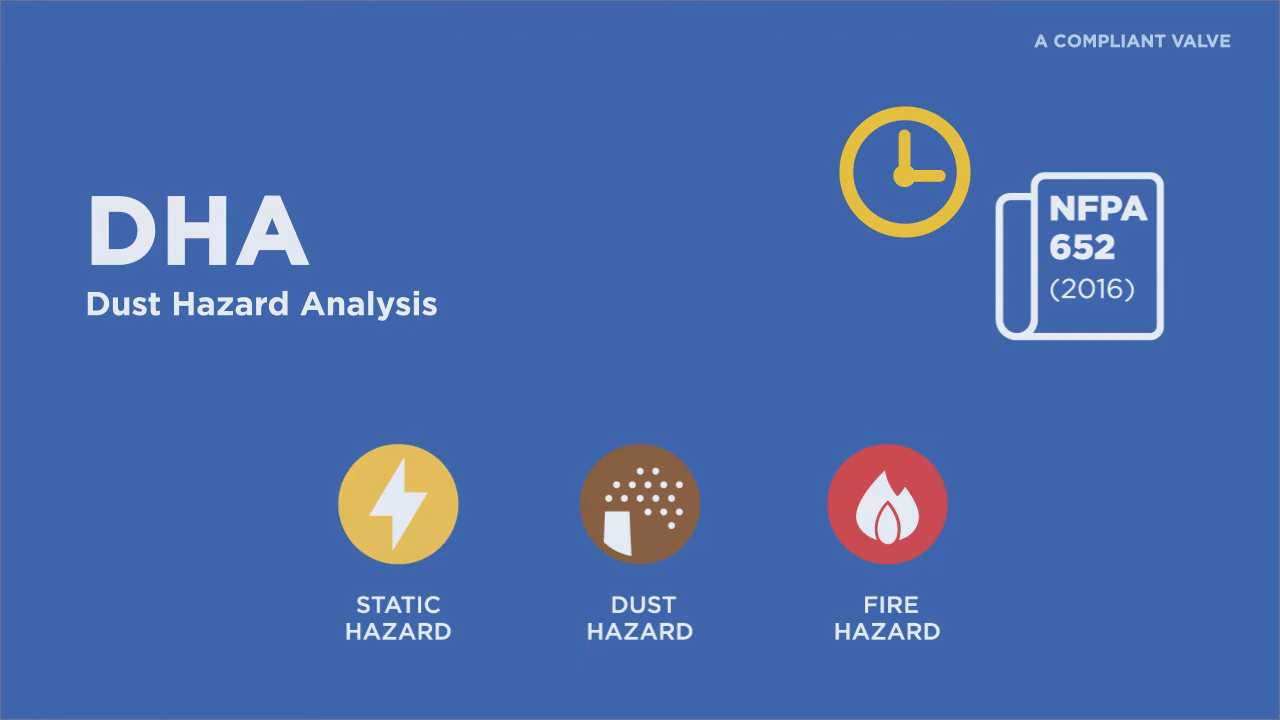 A COMPLIANT VALVE
DHA
Dust Hazard Analysis
NFPA
652
(2016)
STATIC
HAZARD
DUST
HAZARD
FIRE
HAZARD